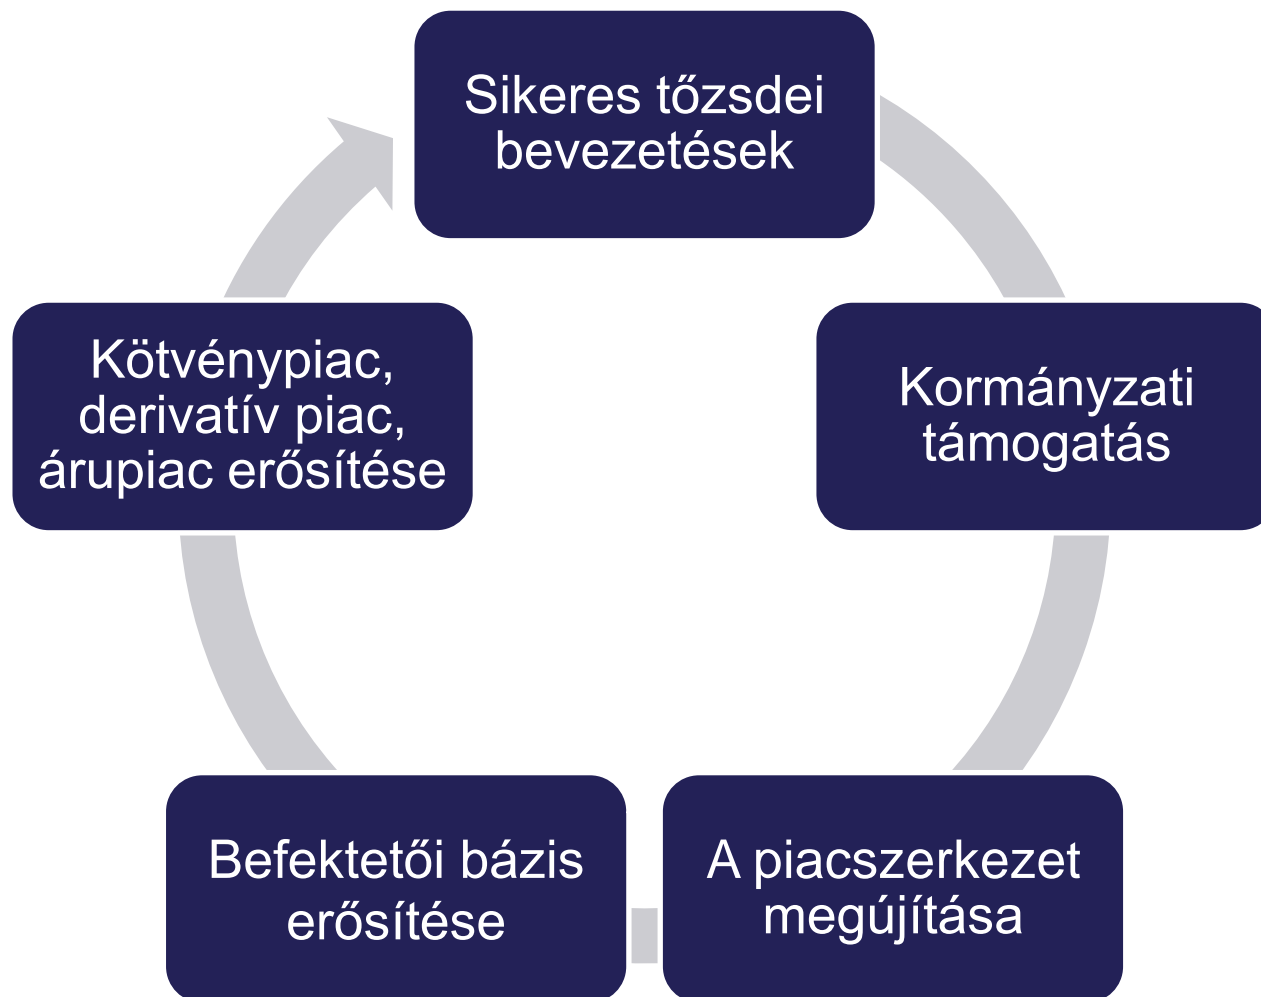 Sikeres tőzsdei
bevezetések
Kormányzati
támogatás
A piacszerkezet
megújítása
Befektetői bázis
erősítése
Kötvénypiac,
derivatív piac,
árupiac erősítése